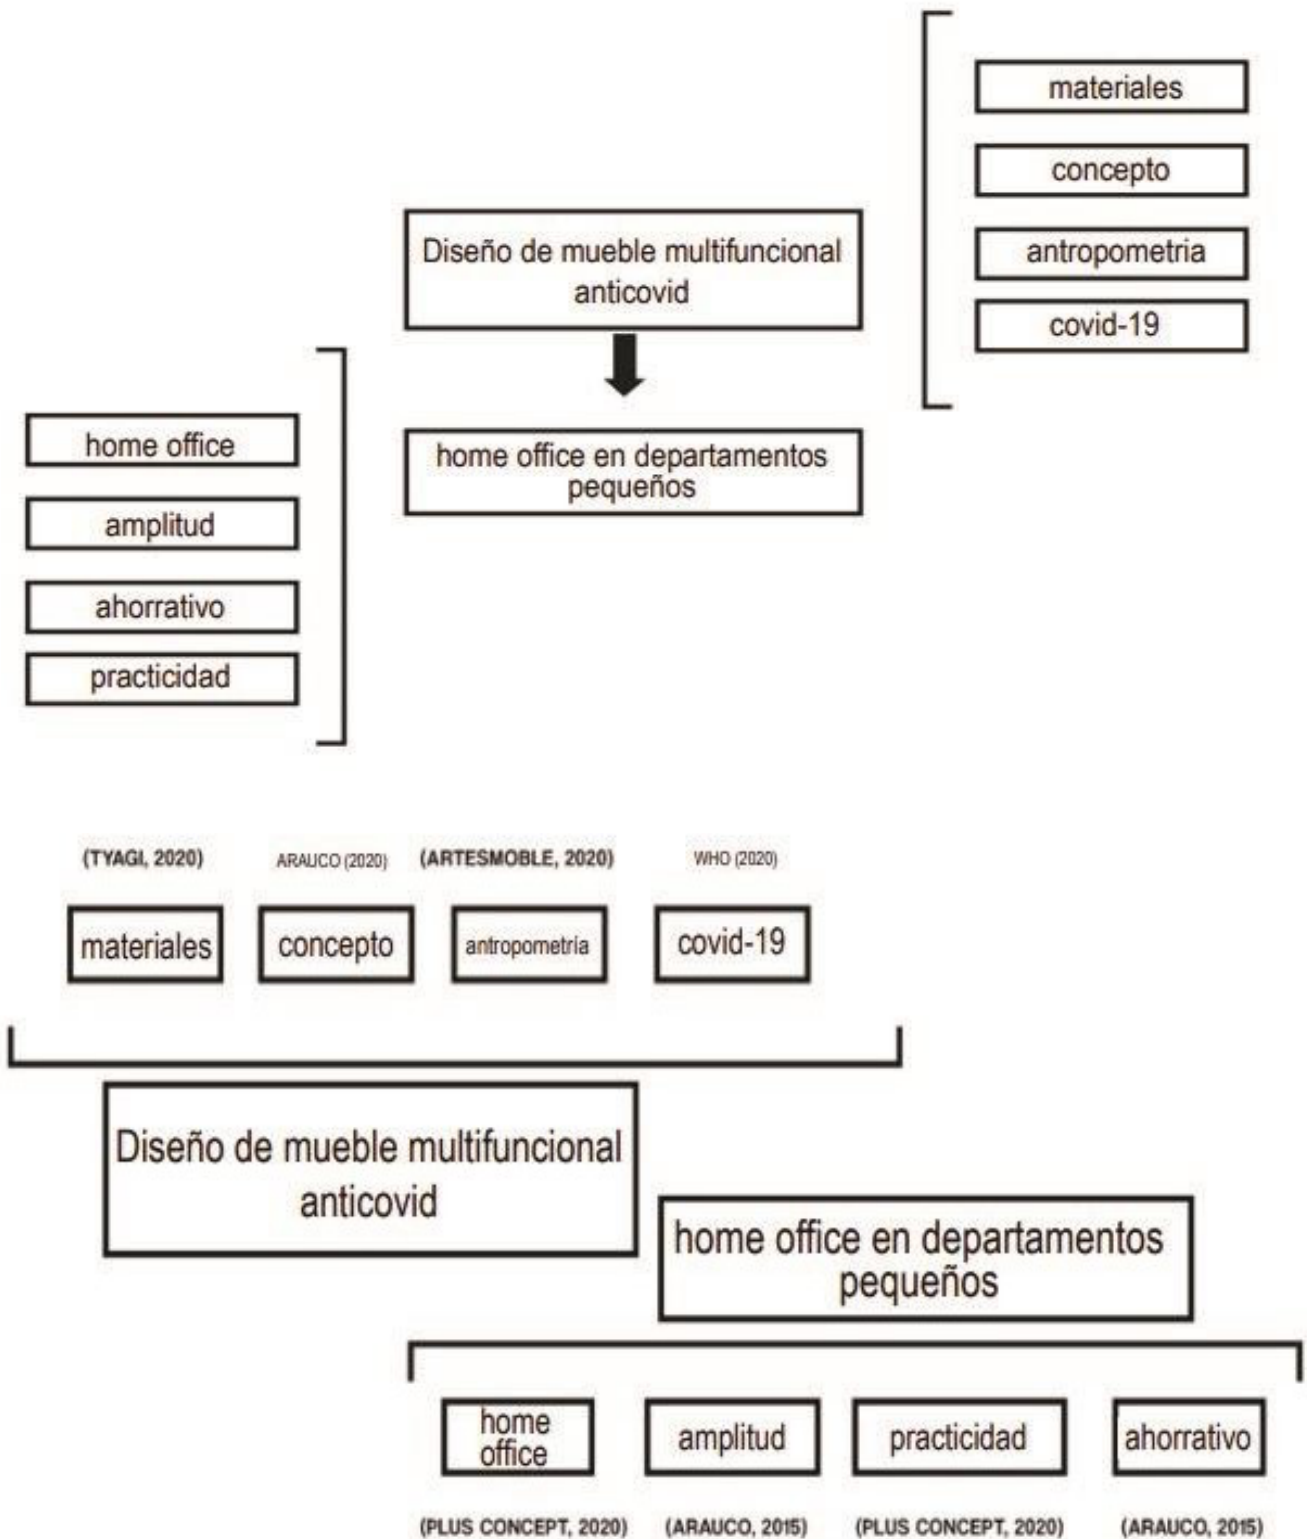 materiales
concepto
antropometria
covid-19
Diseño de mueble multifuncional
anticovid
home office en departamentos
pequeños
home office
amplitud
ahorrativo
practicidad
(TYAGI, 2020)
ARAUCO (2020)
(ARTESMOBLE, 2020)
WHO (2020)
materiales
concepto
antropometría
covid-19
Diseño de mueble multifuncional
anticovid
home office en departamentos
pequeños
home
office
amplitud
practicidad
ahorrativo
(PLUS CONCEPT, 2020)
(ARAUCO, 2015)
(PLUS CONCEPT, 2020)
(ARAUCO, 2015)